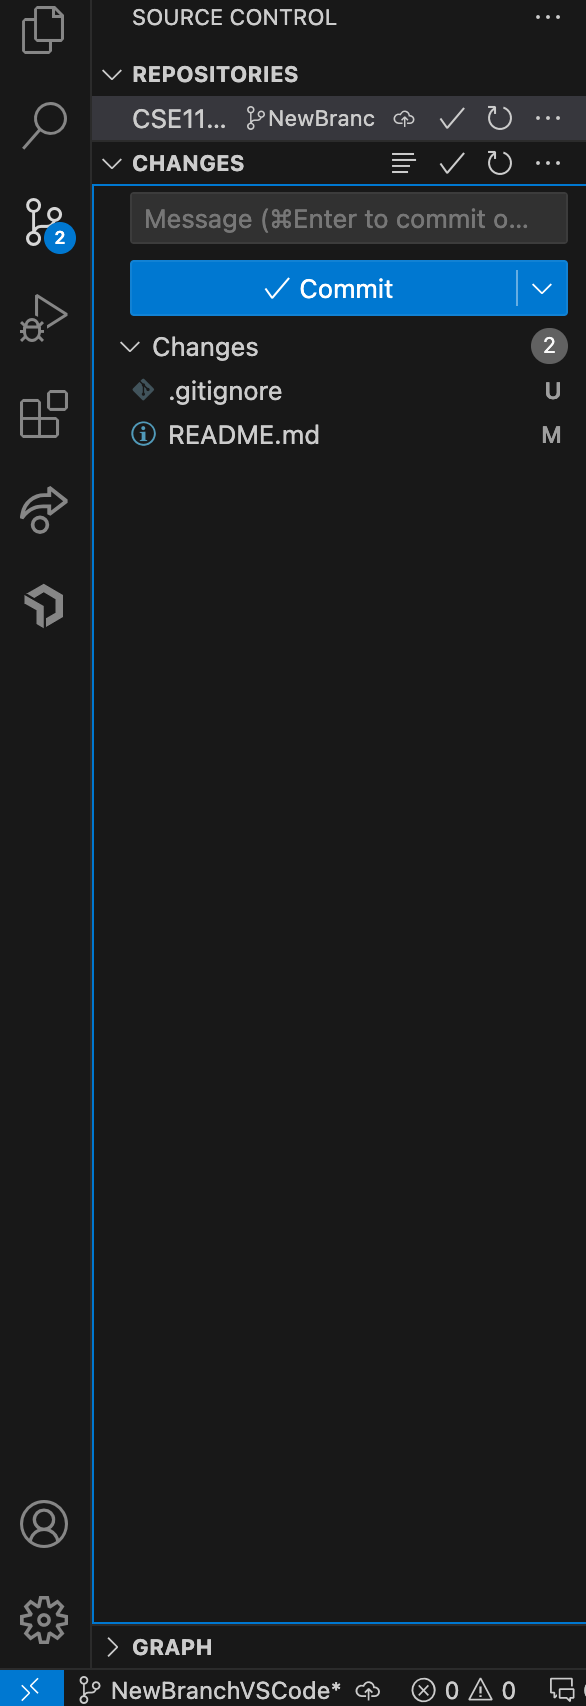 SOURCE CONTROL
REPOSITORIES
CSE11... NewBranc
CHANGES
Message (⌘Enter to commit o...
Commit
Changes 2
.gitignore U
README.md M
2
GRAPH
NewBranchVSCode* 0 0